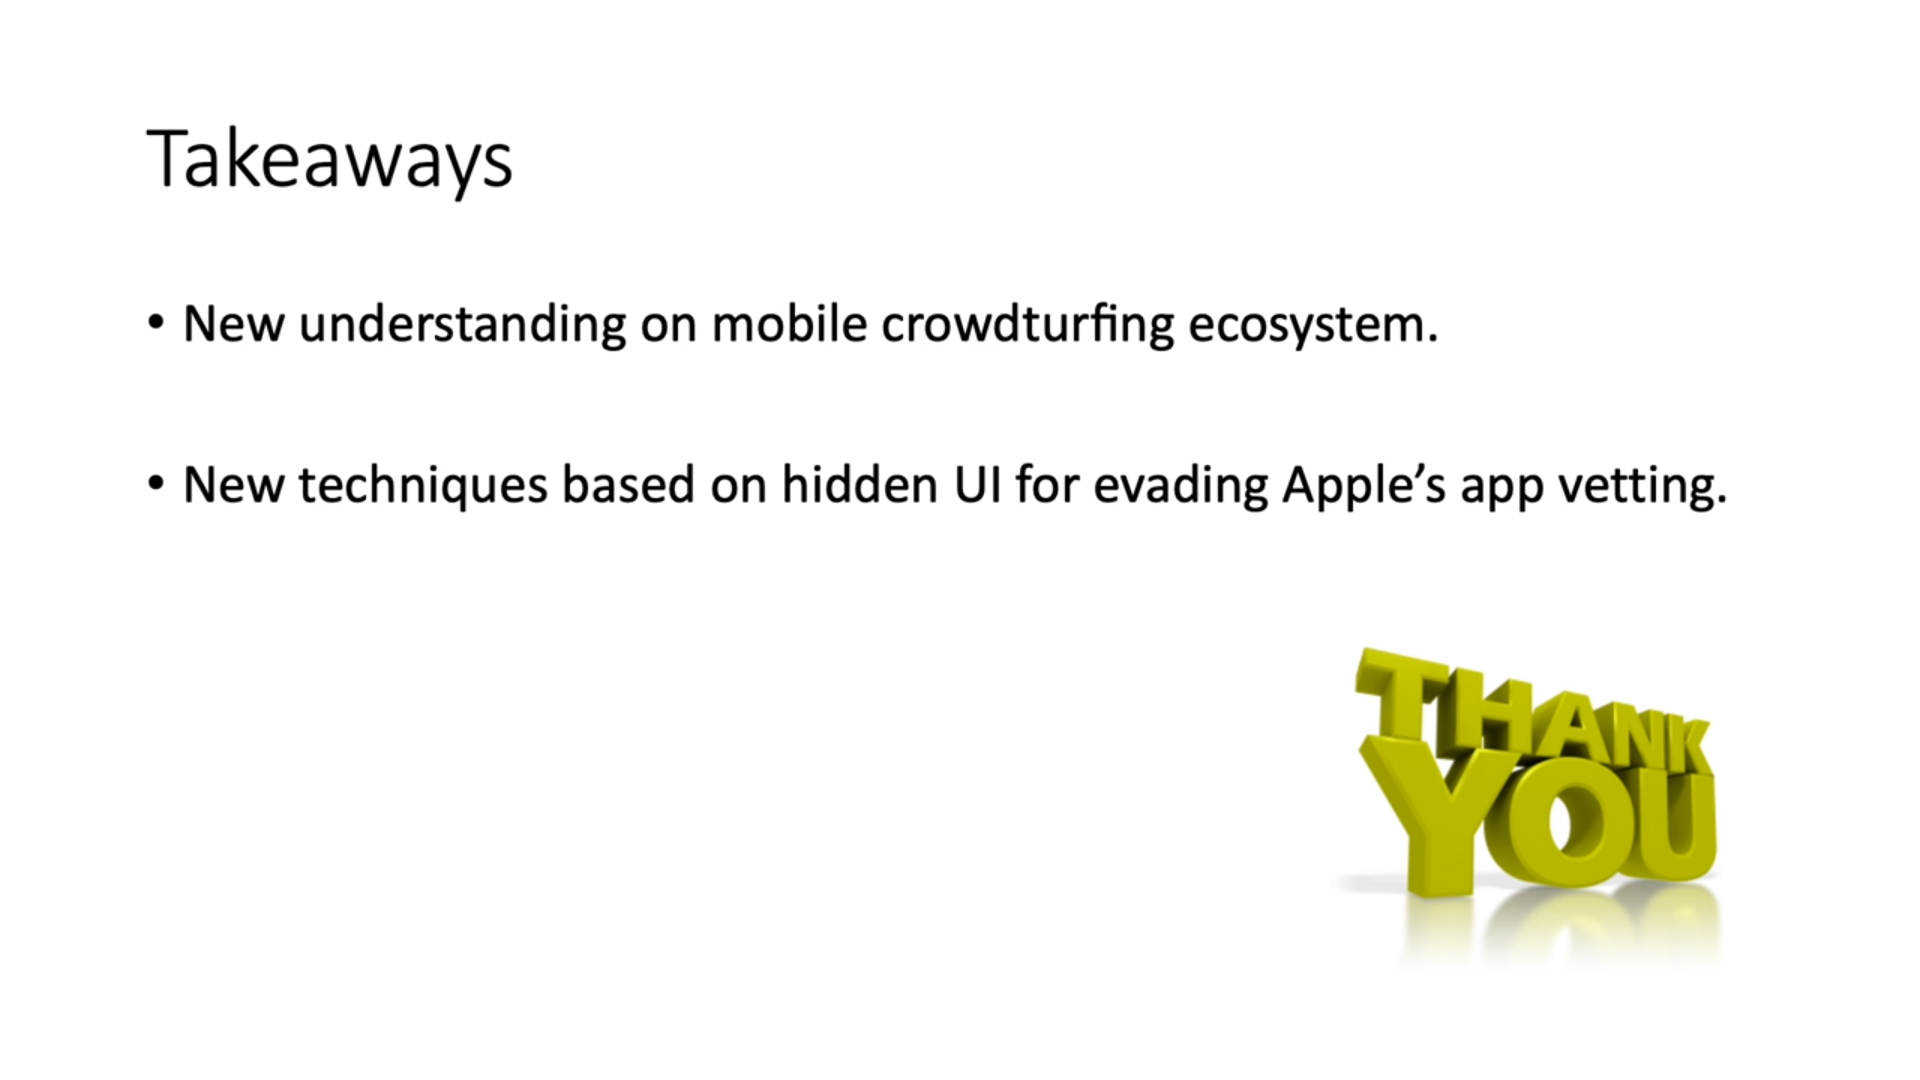 Takeaways
• New understanding on mobile crowdturfing ecosystem.
• New techniques based on hidden UI for evading Apple’s app vetting.
THANK
YOU